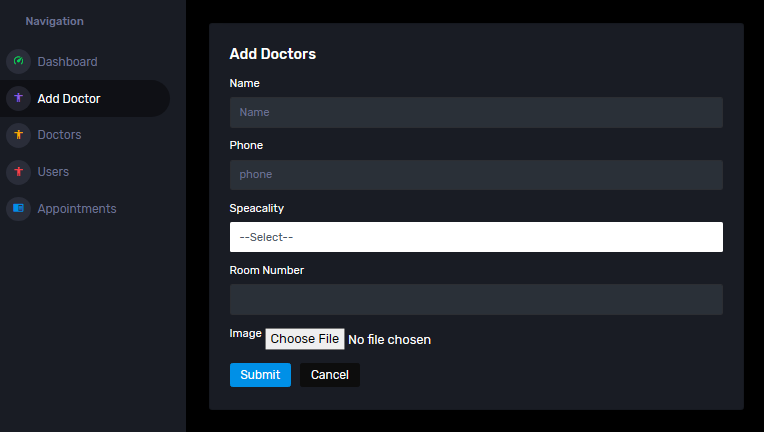 Navigation
Dashboard
Add Doctor
Doctors
Users
Appointments
Add Doctors
Name
Name
Phone
phone
Speacality
--Select--
Room Number
Image Choose File No file chosen
Submit Cancel